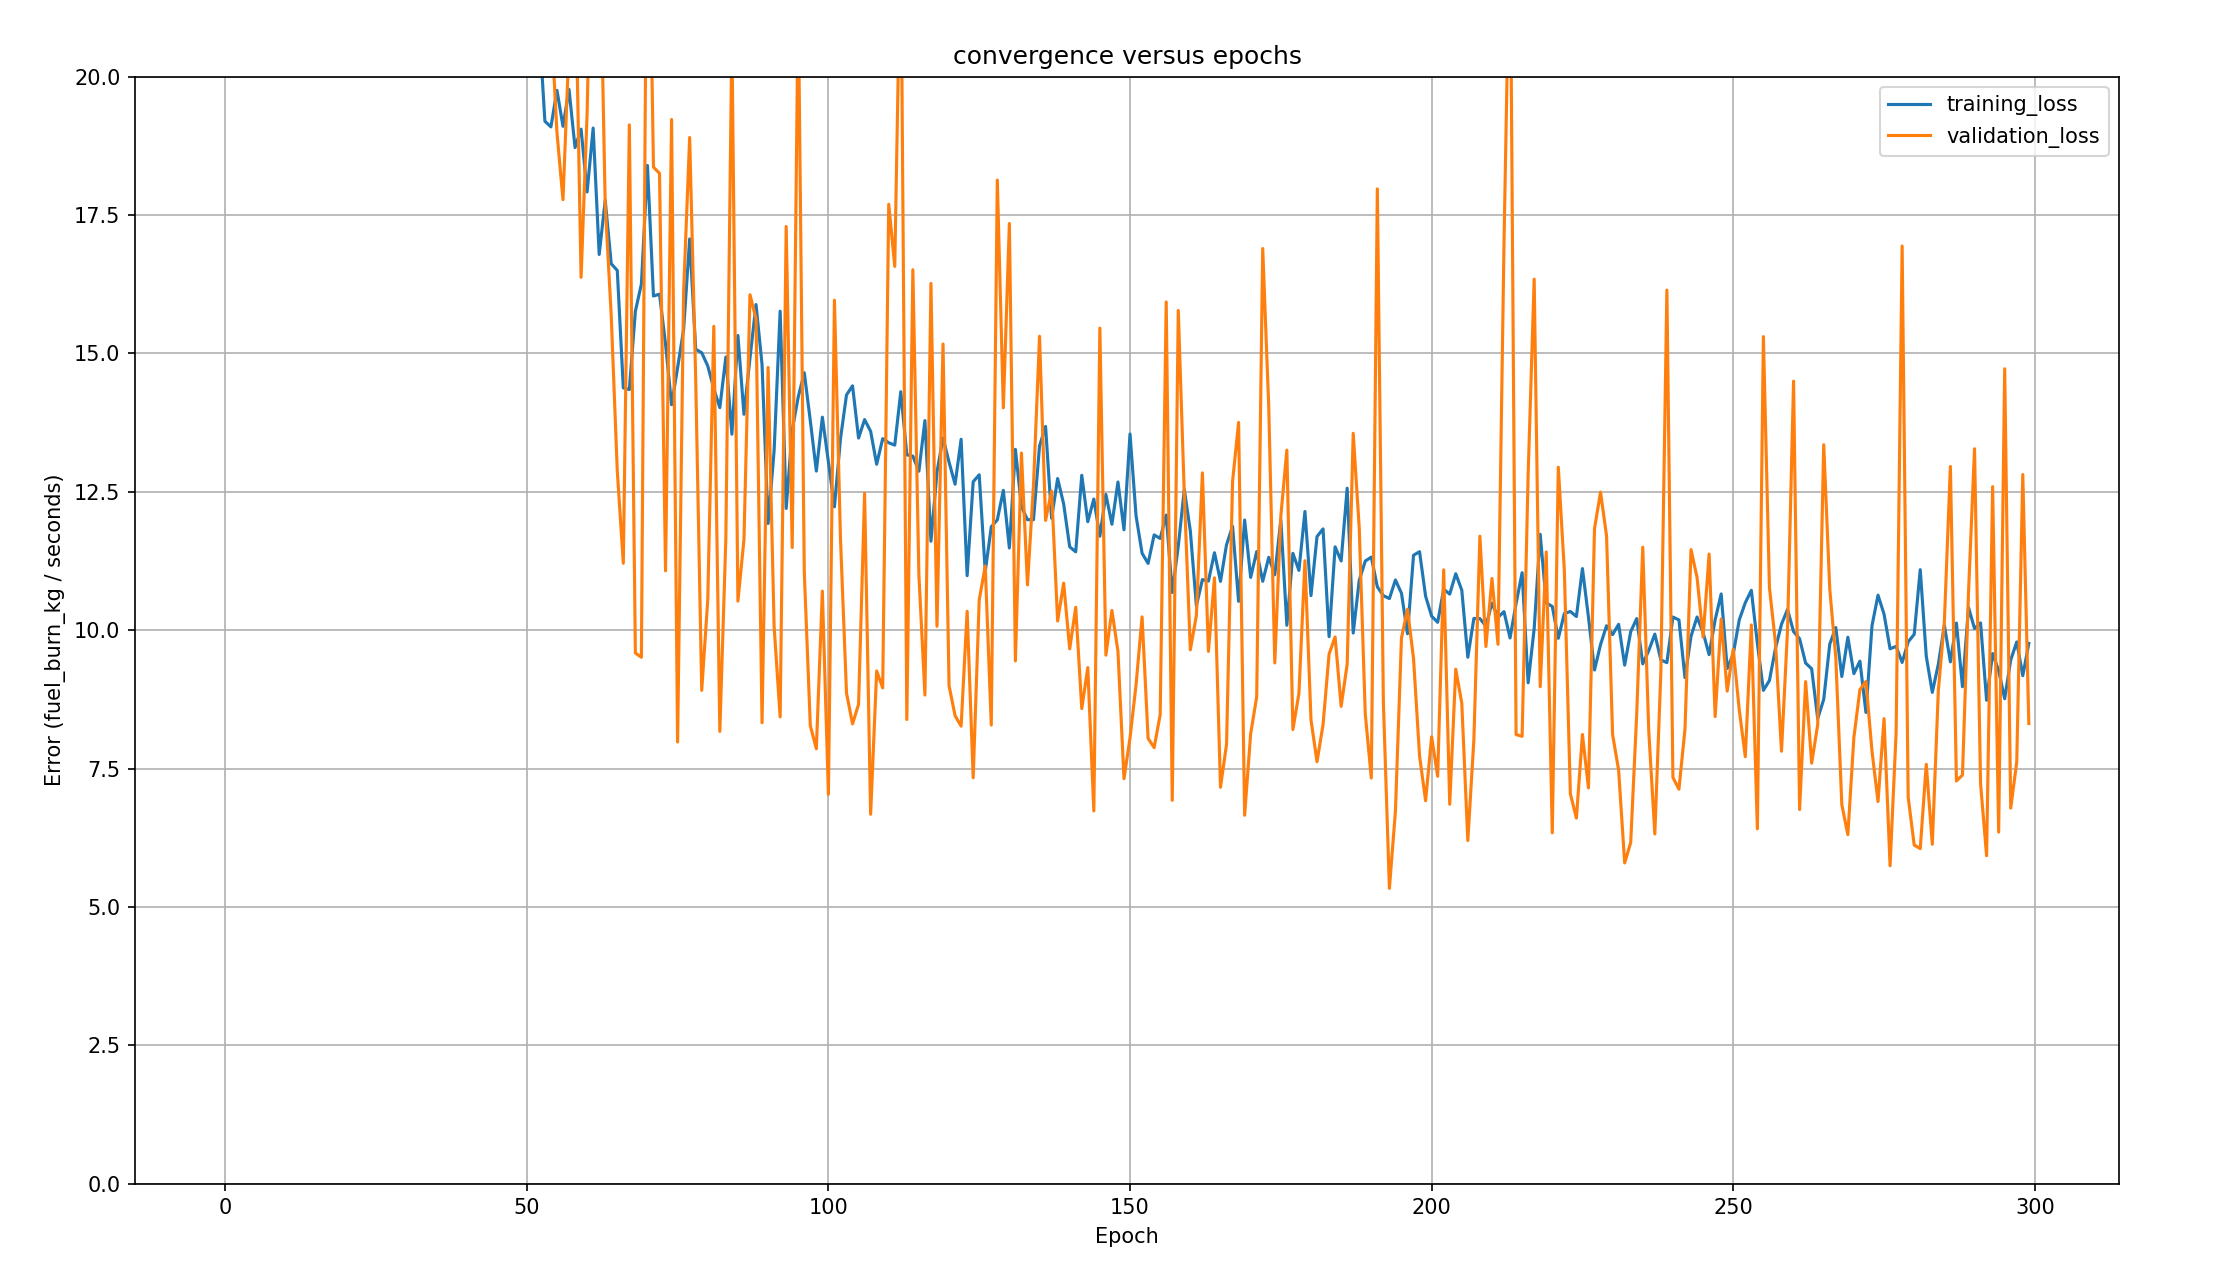 convergence versus epochs
20.0
17.5
15.0
12.5
10.0
7.5
5.0
2.5
0.0
Error (fuel_burn_kg / seconds)
training_loss
validation_loss
0 50 100 150 200 250 300
Epoch